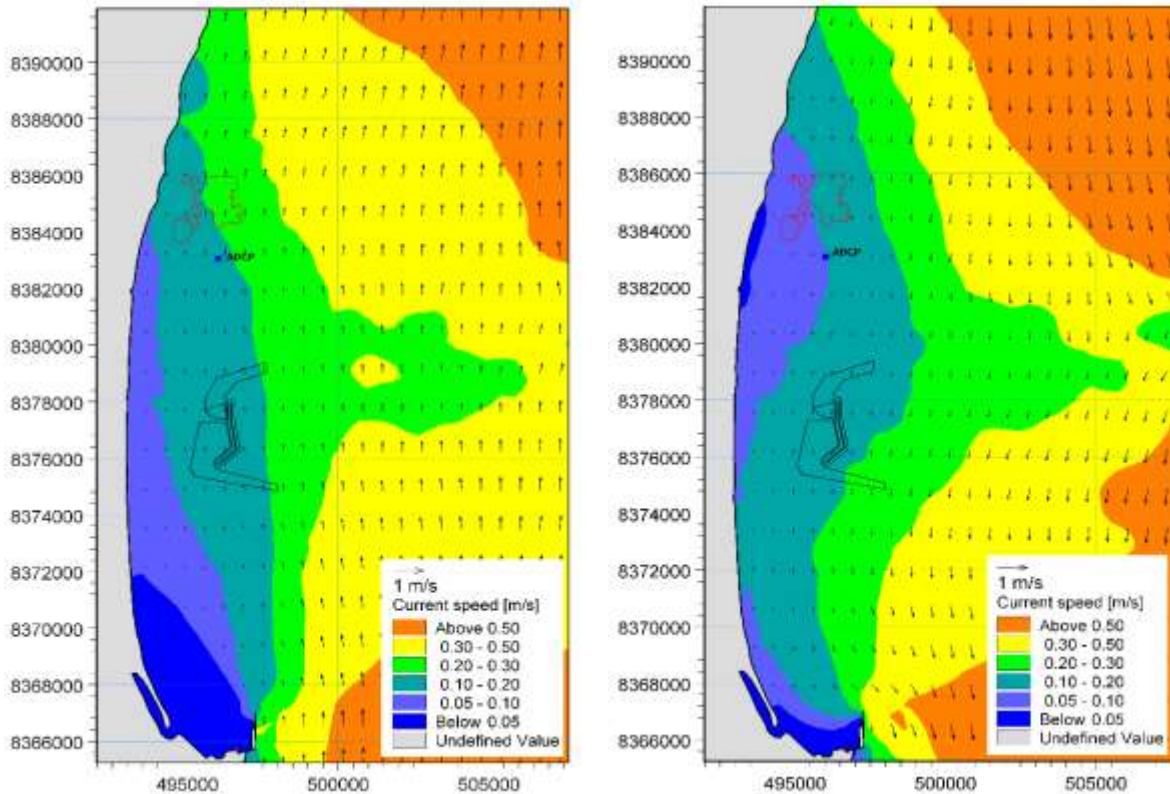 8390000
8388000
8386000
8384000
8382000
8380000
8378000
8376000
8374000
8372000
8370000
8368000
8366000
495000
500000
505000
ADCP
1 m/s
Current speed [m/s]
Above 0.50
0.30 - 0.50
0.20 - 0.30
0.10 - 0.20
0.05 - 0.10
Below 0.05
Undefined Value
8390000
8388000
8386000
8384000
8382000
8380000
8378000
8376000
8374000
8372000
8370000
8368000
8366000
495000
500000
505000
ADCP
1 m/s
Current speed [m/s]
Above 0.50
0.30 - 0.50
0.20 - 0.30
0.10 - 0.20
0.05 - 0.10
Below 0.05
Undefined Value